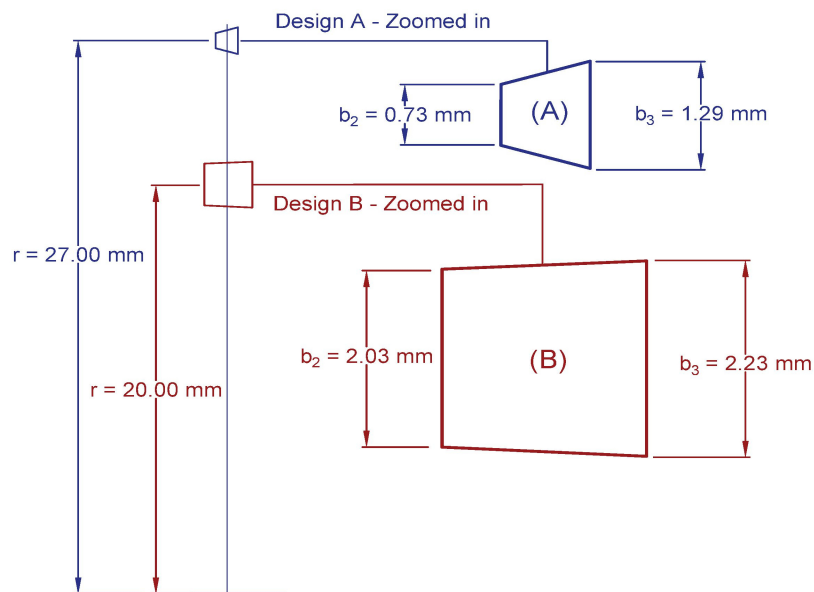 Design A - Zoomed in
b₂ = 0.73 mm
(A)
b₃ = 1.29 mm
Design B - Zoomed in
r = 27.00 mm
b₂ = 2.03 mm
(B)
b₃ = 2.23 mm
r = 20.00 mm